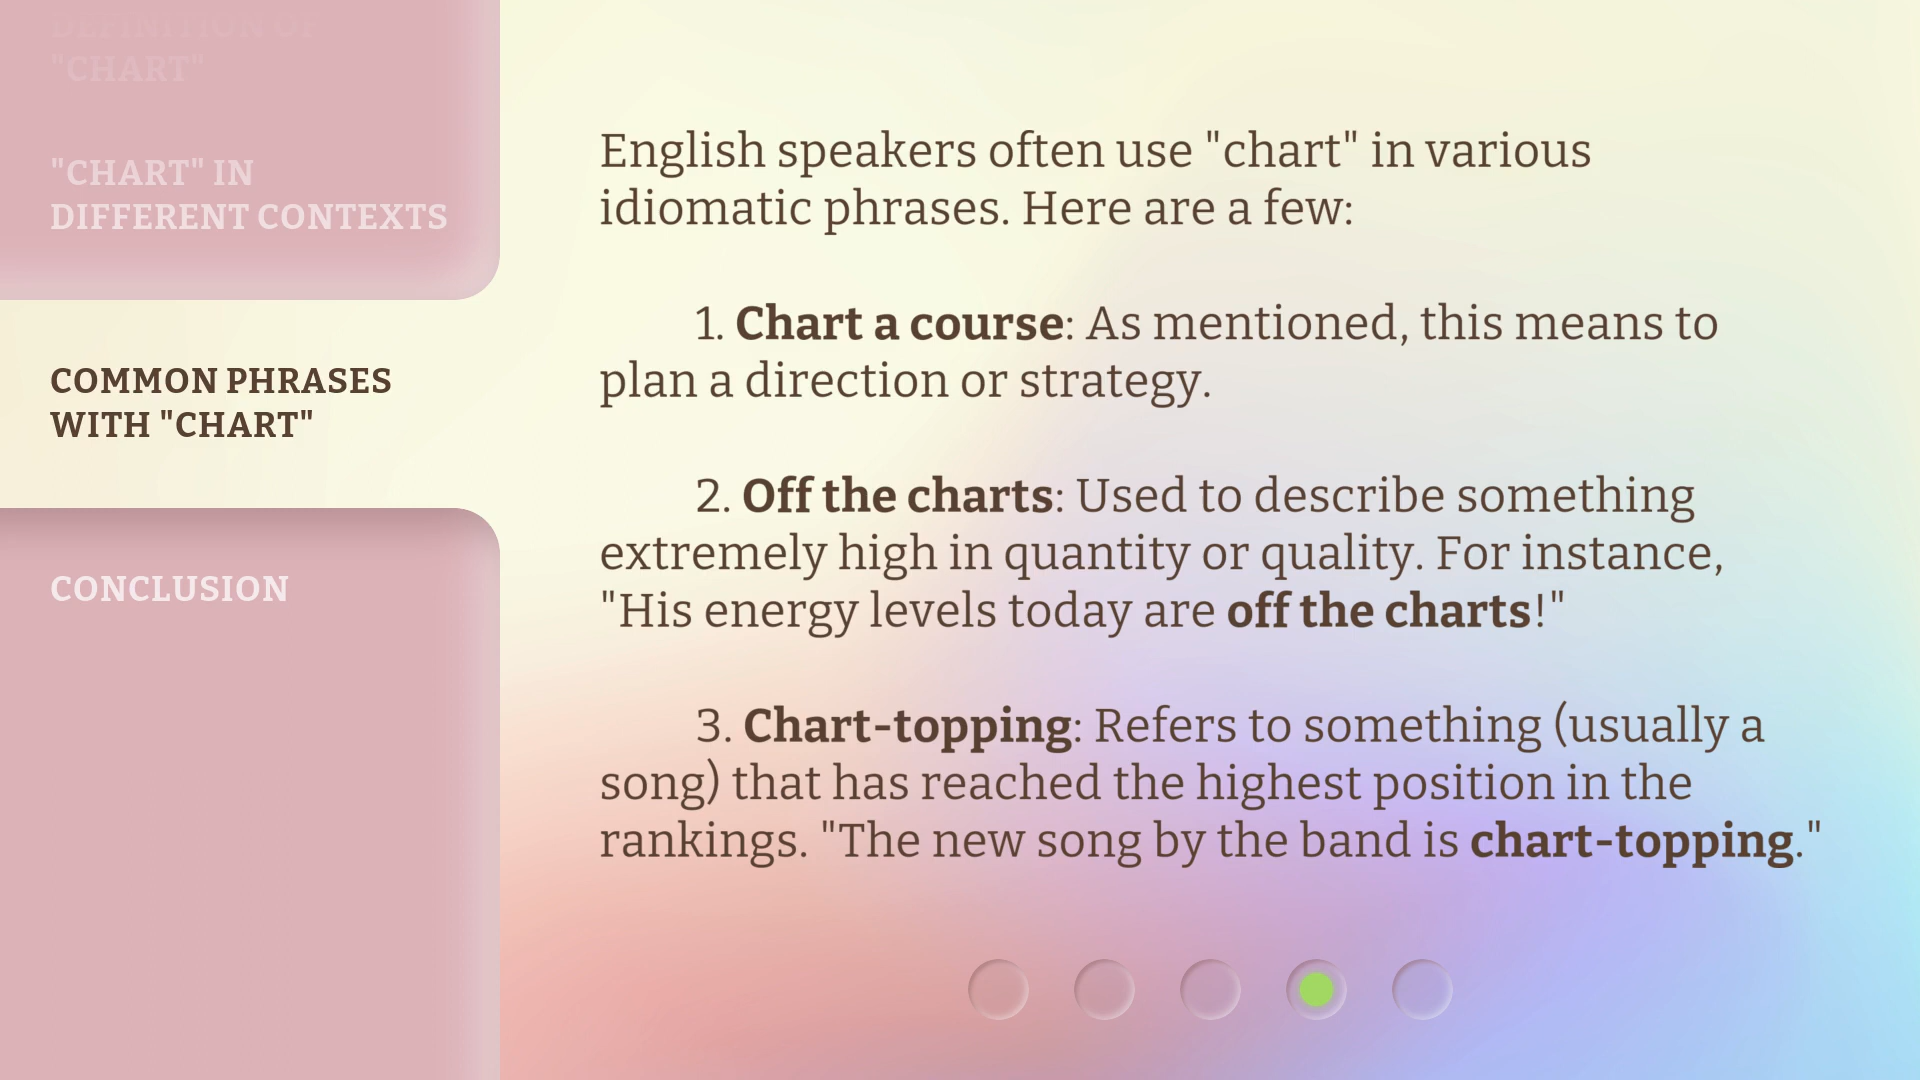 DEFINITION OF
"CHART"
"CHART" IN
DIFFERENT CONTEXTS
COMMON PHRASES
WITH "CHART"
CONCLUSION
English speakers often use "chart" in various
idiomatic phrases. Here are a few:
1. Chart a course: As mentioned, this means to
plan a direction or strategy.
2. Off the charts: Used to describe something
extremely high in quantity or quality. For instance,
"His energy levels today are off the charts!"
3. Chart-topping: Refers to something (usually a
song) that has reached the highest position in the
rankings. "The new song by the band is chart-topping."